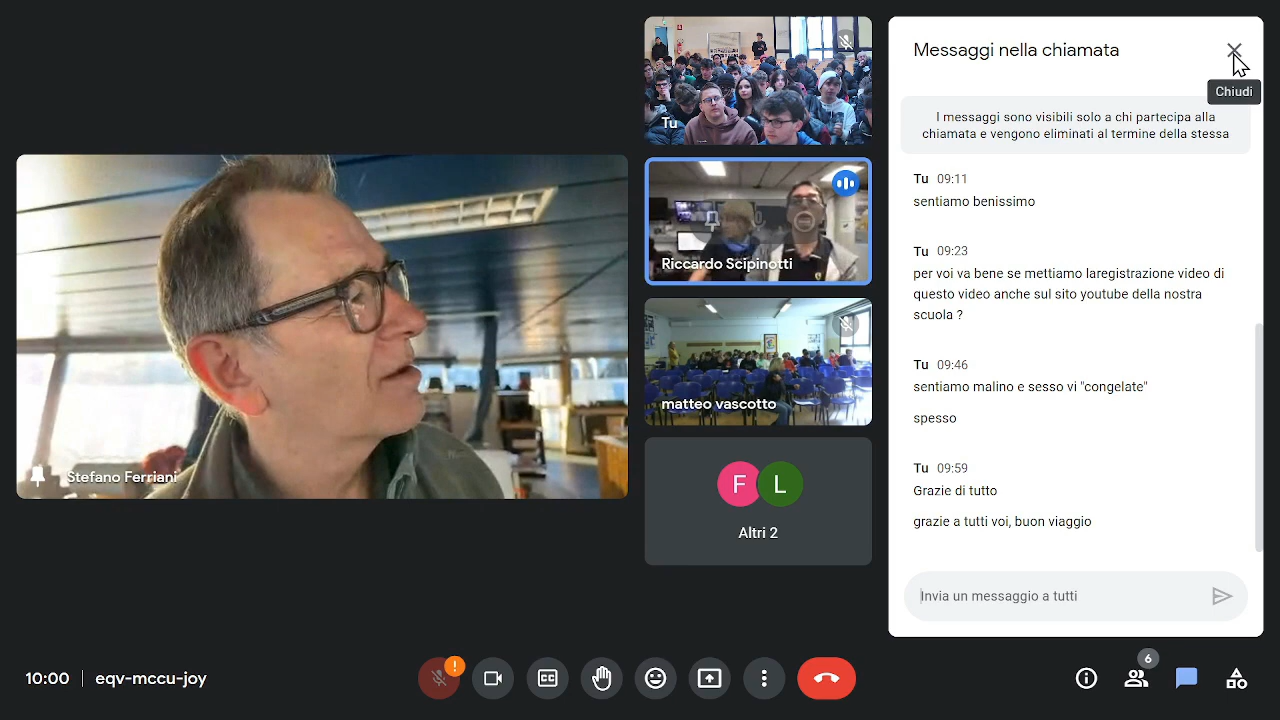 Tu
Riccardo Scipinotti
matteo vascotto
Stefano Ferriani
F
L
Altri 2
Messaggi nella chiamata
Chiudi
I messaggi sono visibili solo a chi partecipa alla
chiamata e vengono eliminati al termine della stessa
Tu 09:11
sentiamo benissimo
Tu 09:23
per voi va bene se mettiamo laregistrazione video di
questo video anche sul sito youtube della nostra
scuola ?
Tu 09:46
sentiamo malino e sesso vi "congelate"
spesso
Tu 09:59
Grazie di tutto
grazie a tutti voi, buon viaggio
Invia un messaggio a tutti
10:00
eqv-mccu-joy
!
CC
6